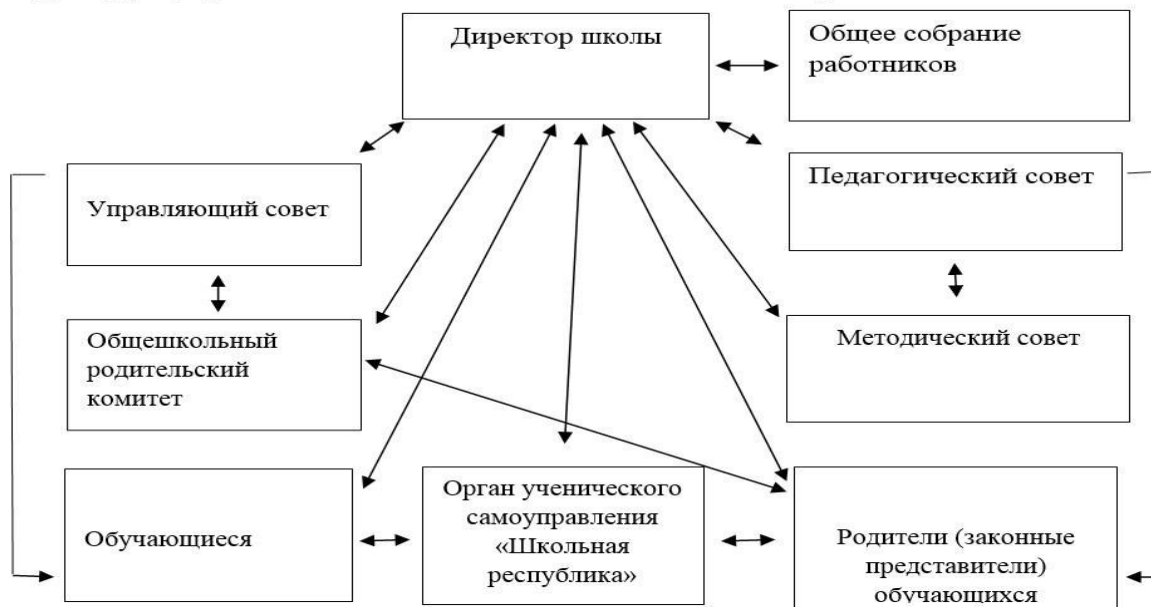 Директор школы
Общее собрание
работников
Управляющий совет
Педагогический совет
Общешкольный
родительский
комитет
Методический совет
Обучающиеся
Орган ученического
самоуправления
«Школьная
республика»
Родители (законные
представители)
обучающихся